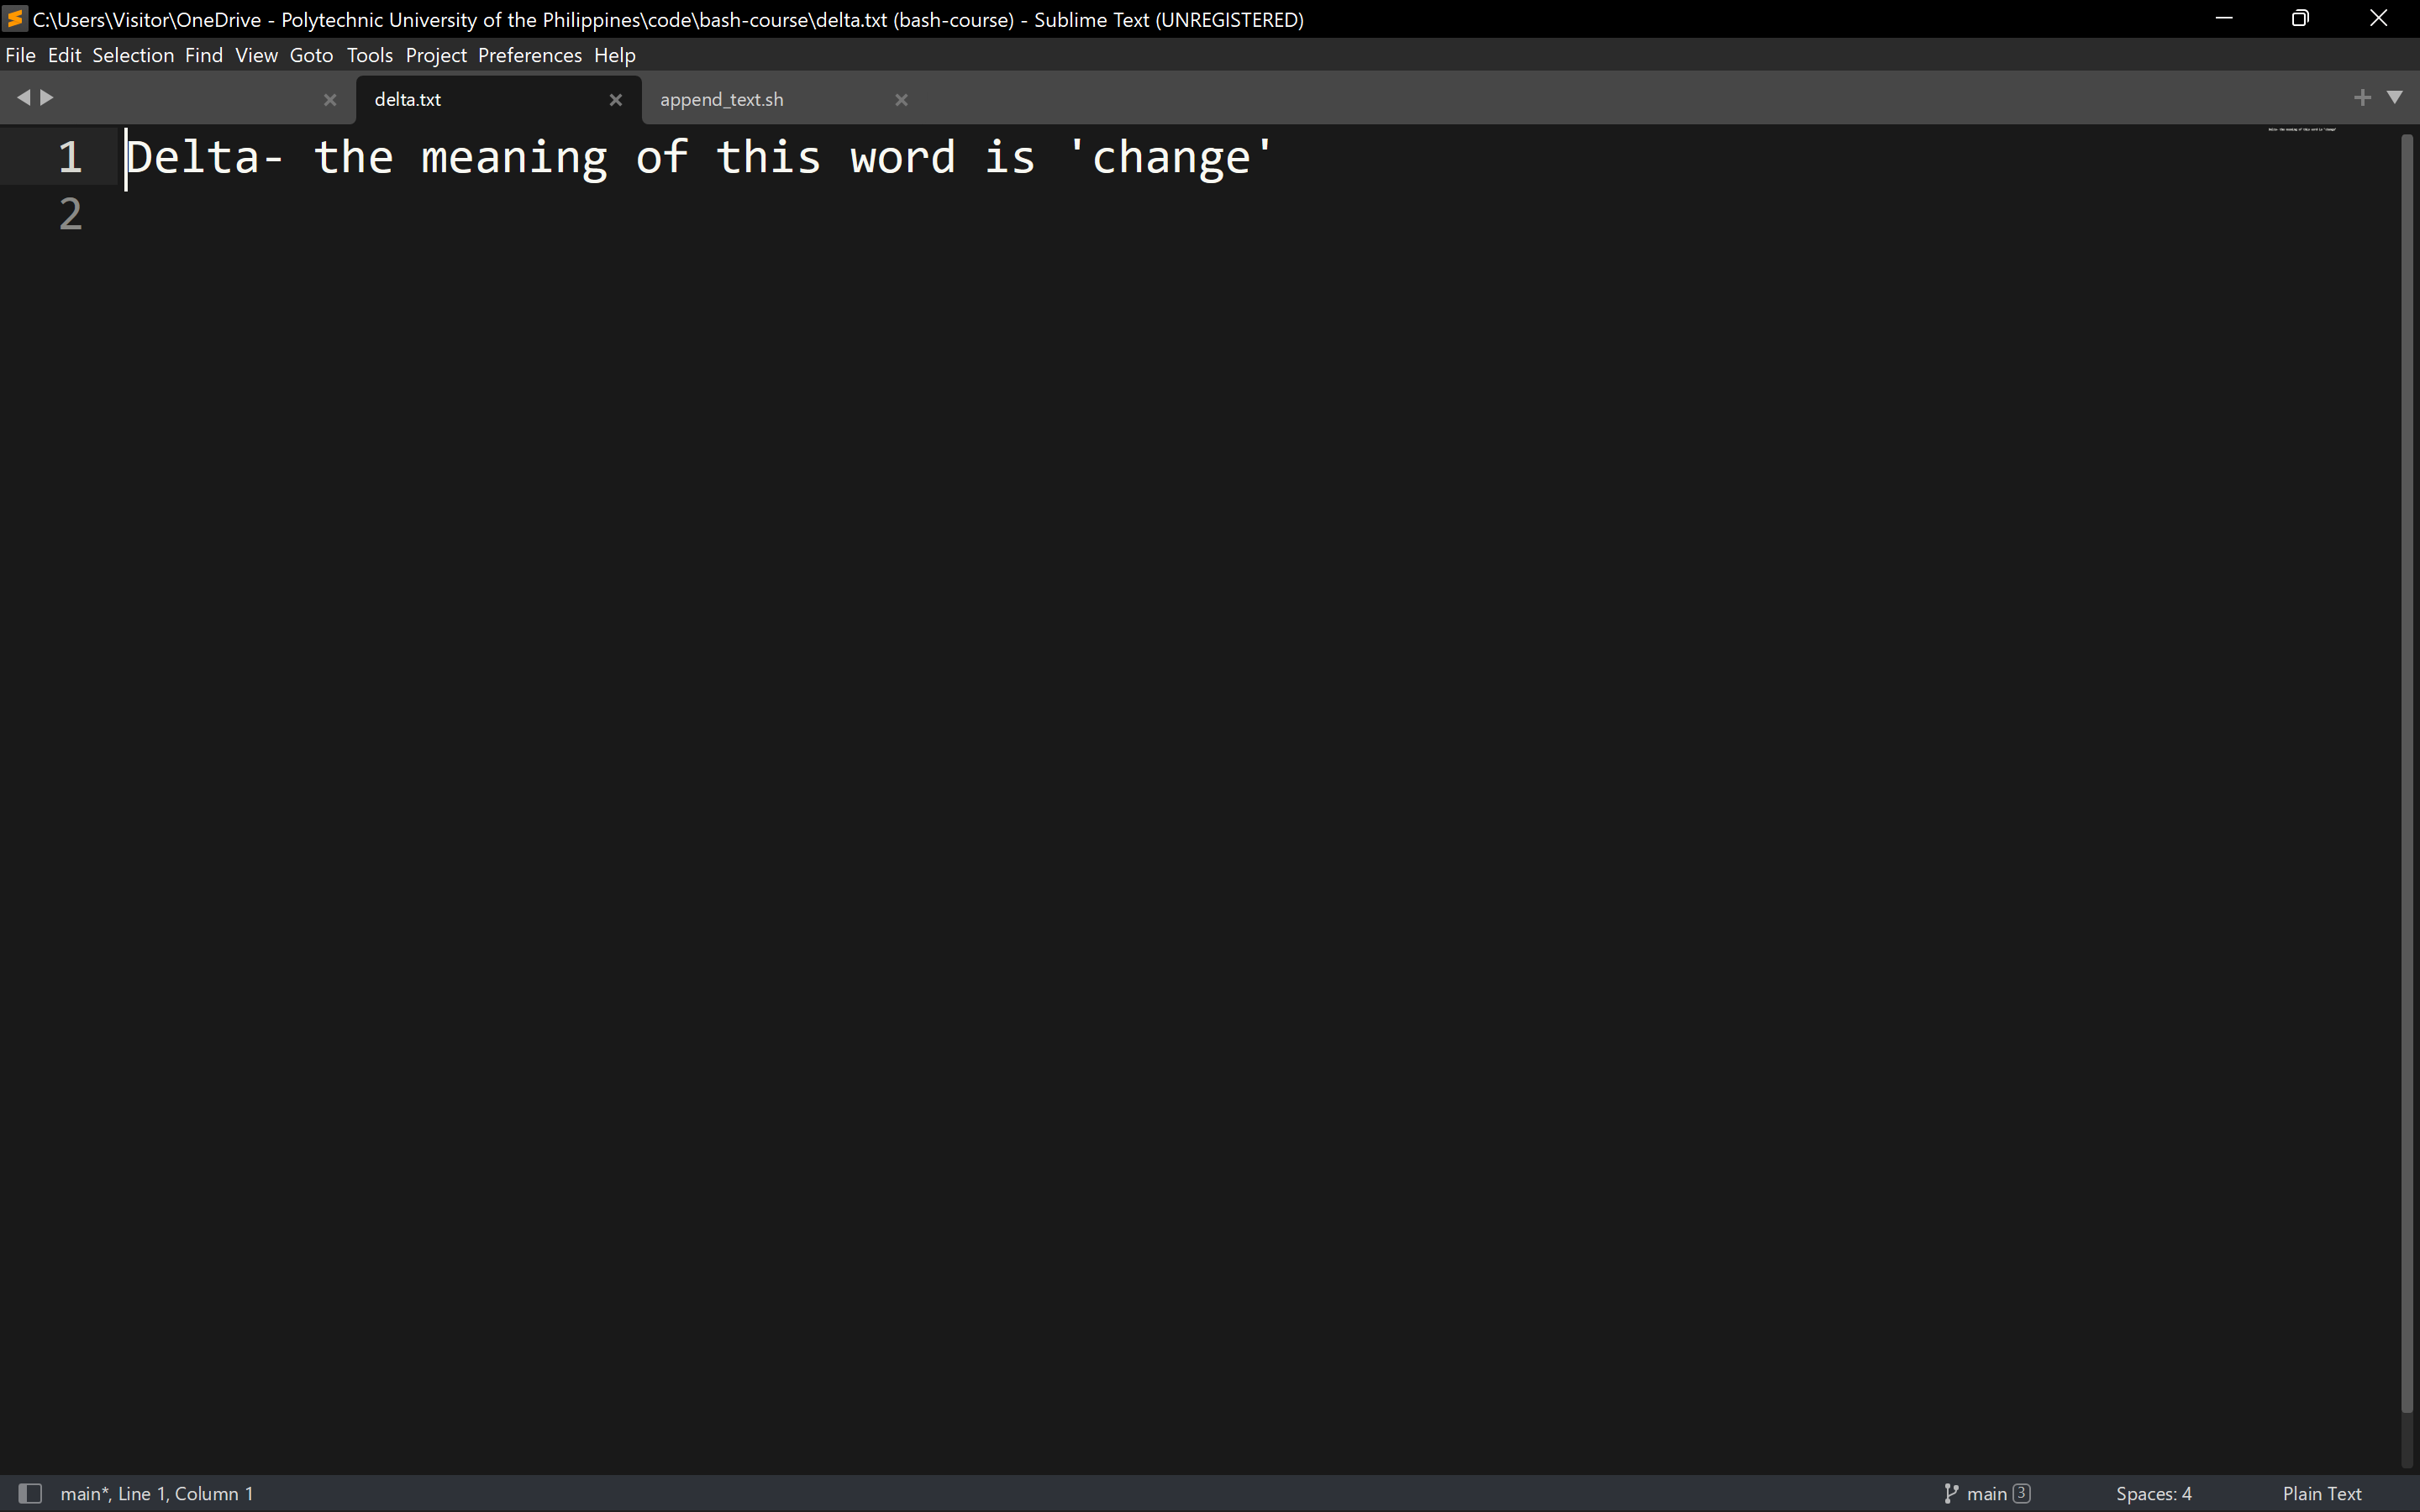 C:\Users\Visitor\OneDrive - Polytechnic University of the Philippines\code\bash-course\delta.txt (bash-course) - Sublime Text (UNREGISTERED)
File Edit Selection Find View Goto Tools Project Preferences Help
delta.txt append_text.sh
1 Delta- the meaning of this word is 'change'
2
main*, Line 1, Column 1 main 3 Spaces: 4 Plain Text